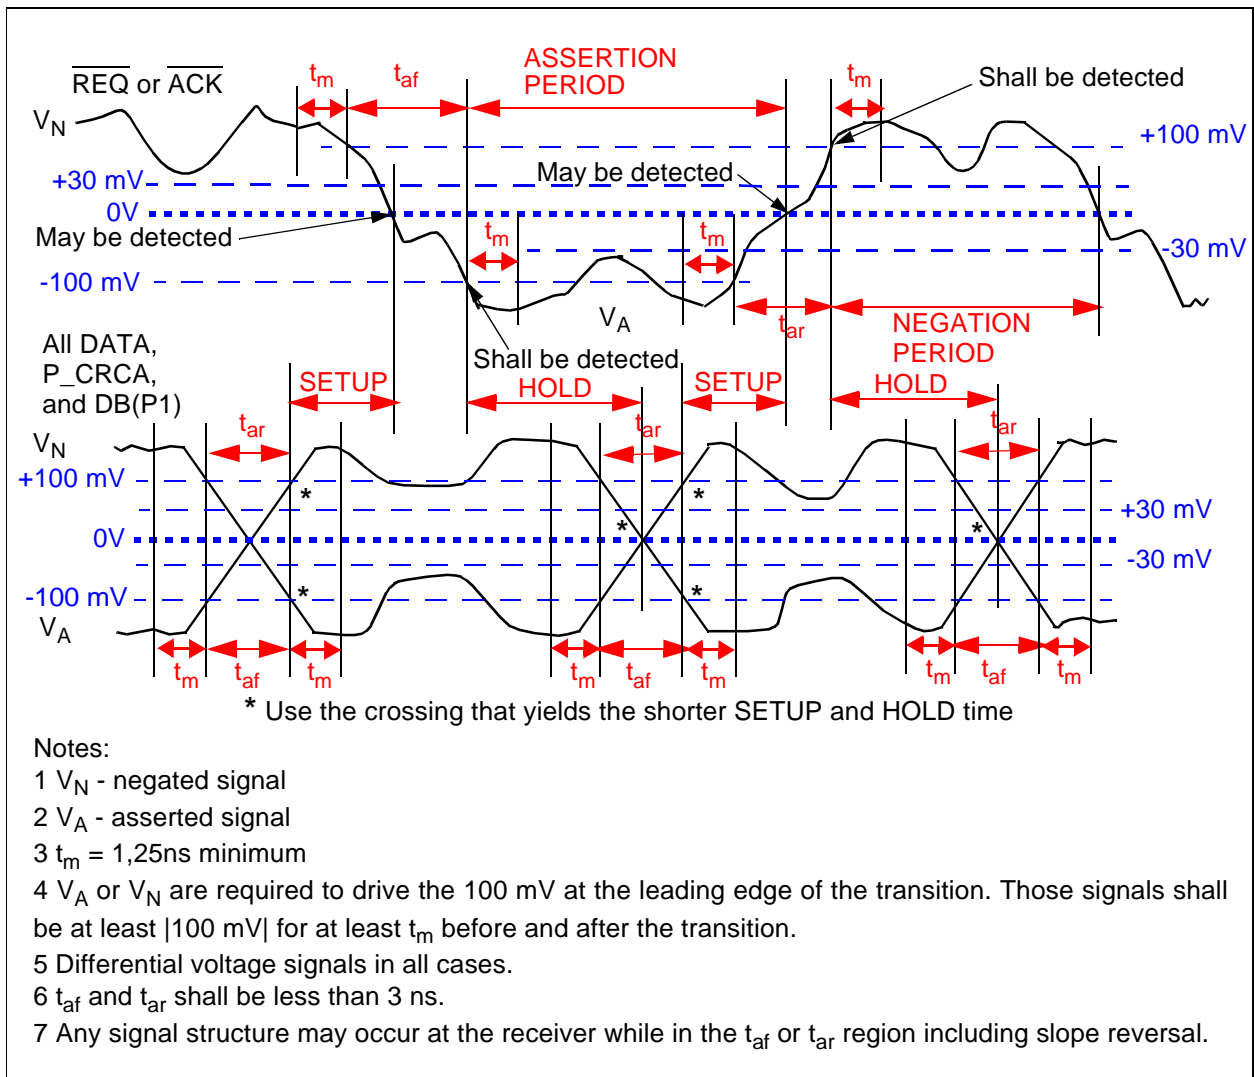 REQ or ACK
t_m
t_af
ASSERTION
PERIOD
t_m
Shall be detected
V_N
+100 mV
+30 mV
May be detected
0V
May be detected
t_m
t_m
-30 mV
-100 mV
V_A
t_ar
NEGATION
PERIOD
All DATA,
P_CRCA,
and DB(P1)
Shall be detected
SETUP
HOLD
SETUP
HOLD
t_ar
t_ar
t_ar
V_N
+100 mV
*
*
+30 mV
*
*
0V
-30 mV
-100 mV
*
*
V_A
t_m
t_af
t_m
t_m
t_af
t_m
t_m
t_af
t_m
* Use the crossing that yields the shorter SETUP and HOLD time
Notes:
1 V_N - negated signal
2 V_A - asserted signal
3 t_m = 1,25ns minimum
4 V_A or V_N are required to drive the 100 mV at the leading edge of the transition. Those signals shall
be at least |100 mV| for at least t_m before and after the transition.
5 Differential voltage signals in all cases.
6 t_af and t_ar shall be less than 3 ns.
7 Any signal structure may occur at the receiver while in the t_af or t_ar region including slope reversal.